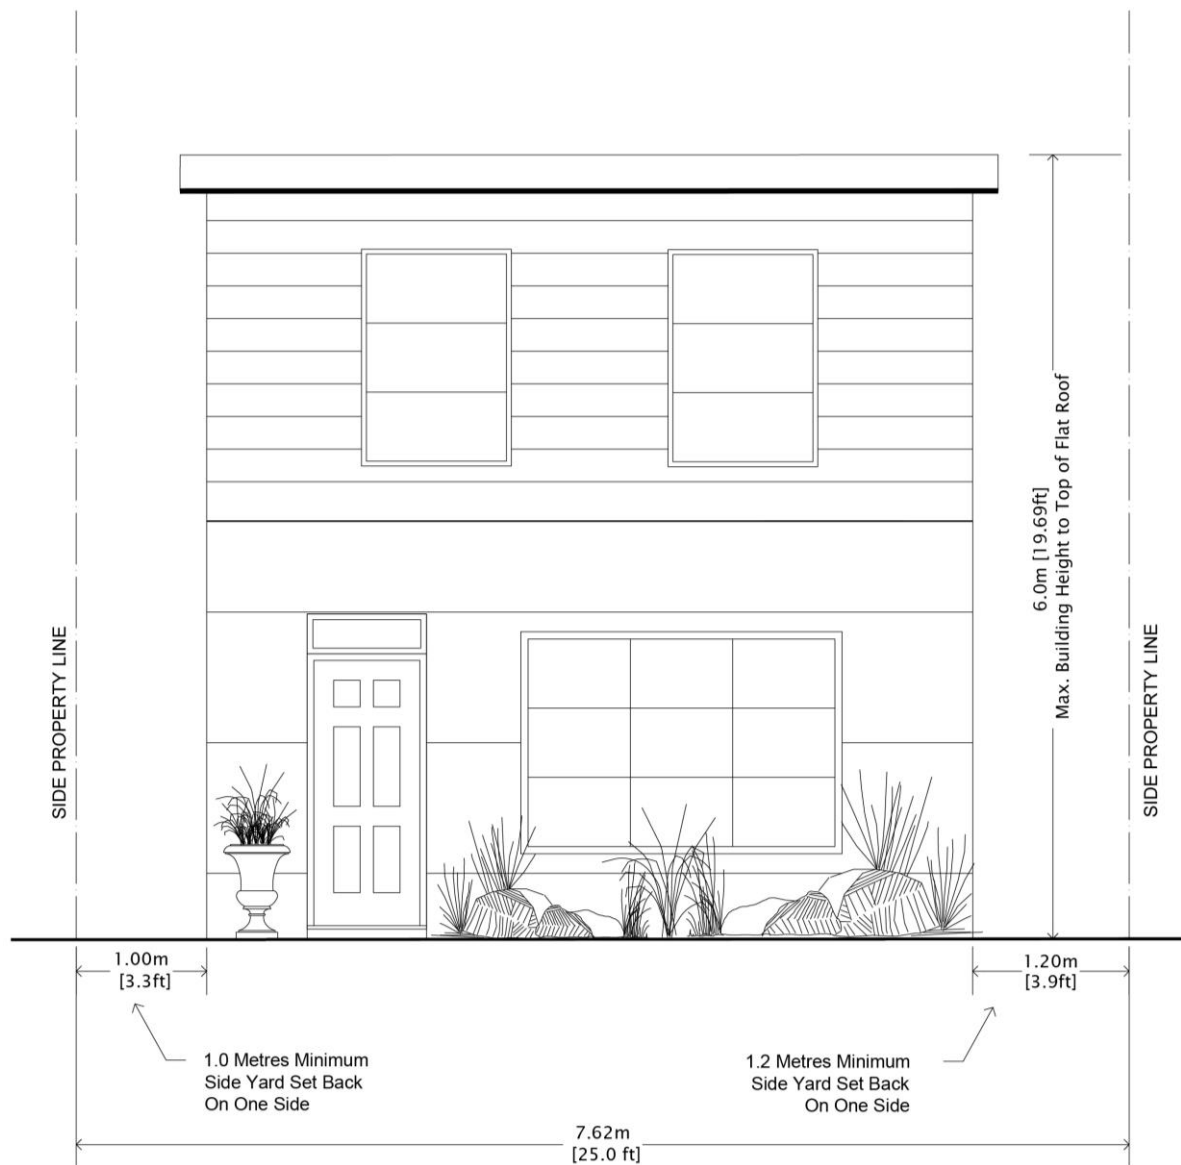 SIDE PROPERTY LINE
6.0m [19.69ft]
Max. Building Height to Top of Flat Roof
SIDE PROPERTY LINE
1.00m
[3.3ft]
1.20m
[3.9ft]
1.0 Metres Minimum
Side Yard Set Back
On One Side
1.2 Metres Minimum
Side Yard Set Back
On One Side
7.62m
[25.0 ft]